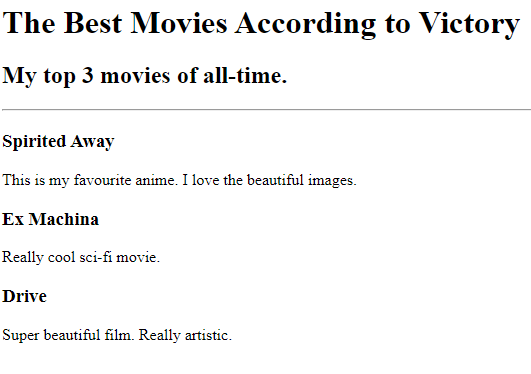 The Best Movies According to Victory
My top 3 movies of all-time.
Spirited Away
This is my favourite anime. I love the beautiful images.
Ex Machina
Really cool sci-fi movie.
Drive
Super beautiful film. Really artistic.